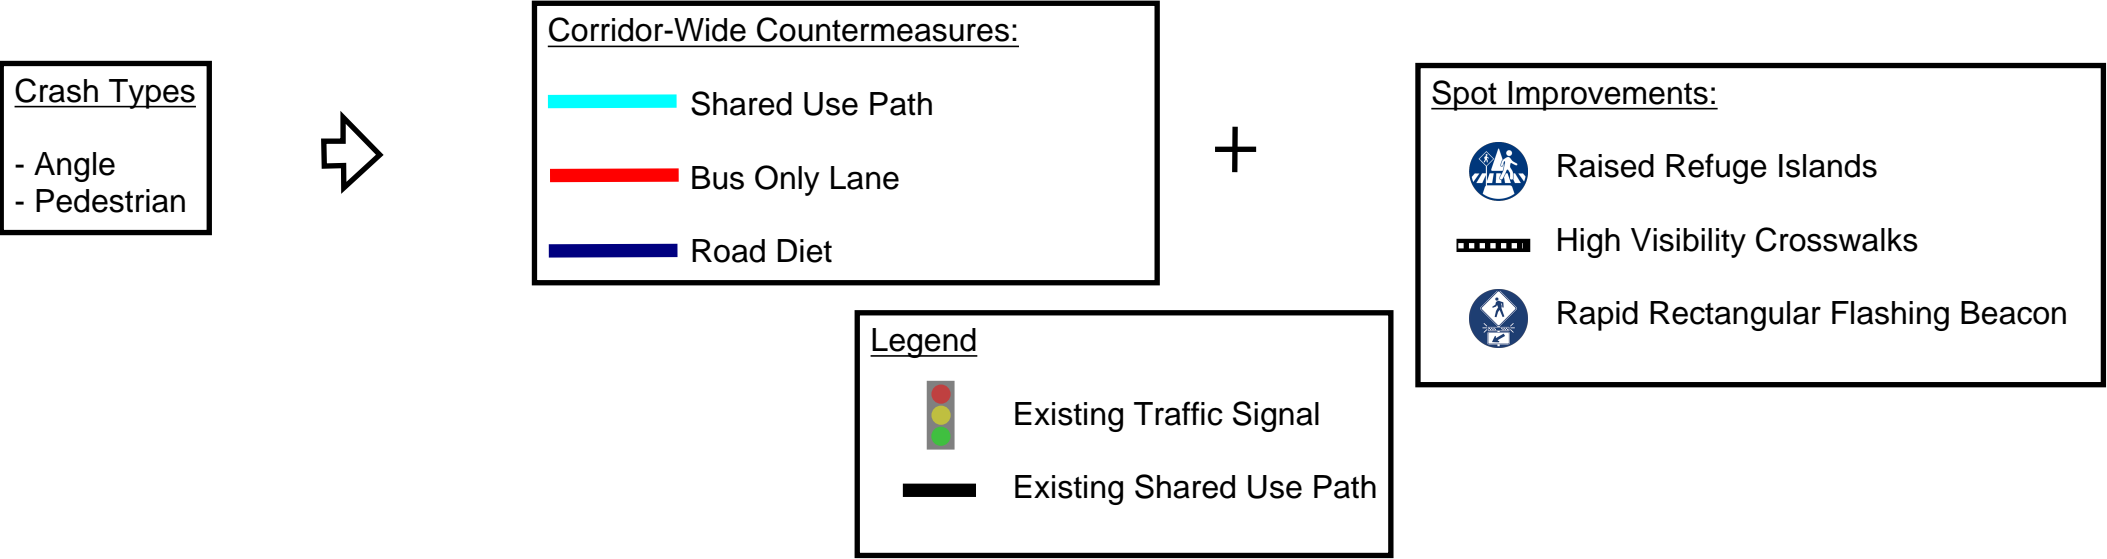 Crash Types
- Angle
- Pedestrian
Corridor-Wide Countermeasures:
Shared Use Path
Bus Only Lane
Road Diet
+
Spot Improvements:
Raised Refuge Islands
High Visibility Crosswalks
Rapid Rectangular Flashing Beacon
Legend
Existing Traffic Signal
Existing Shared Use Path